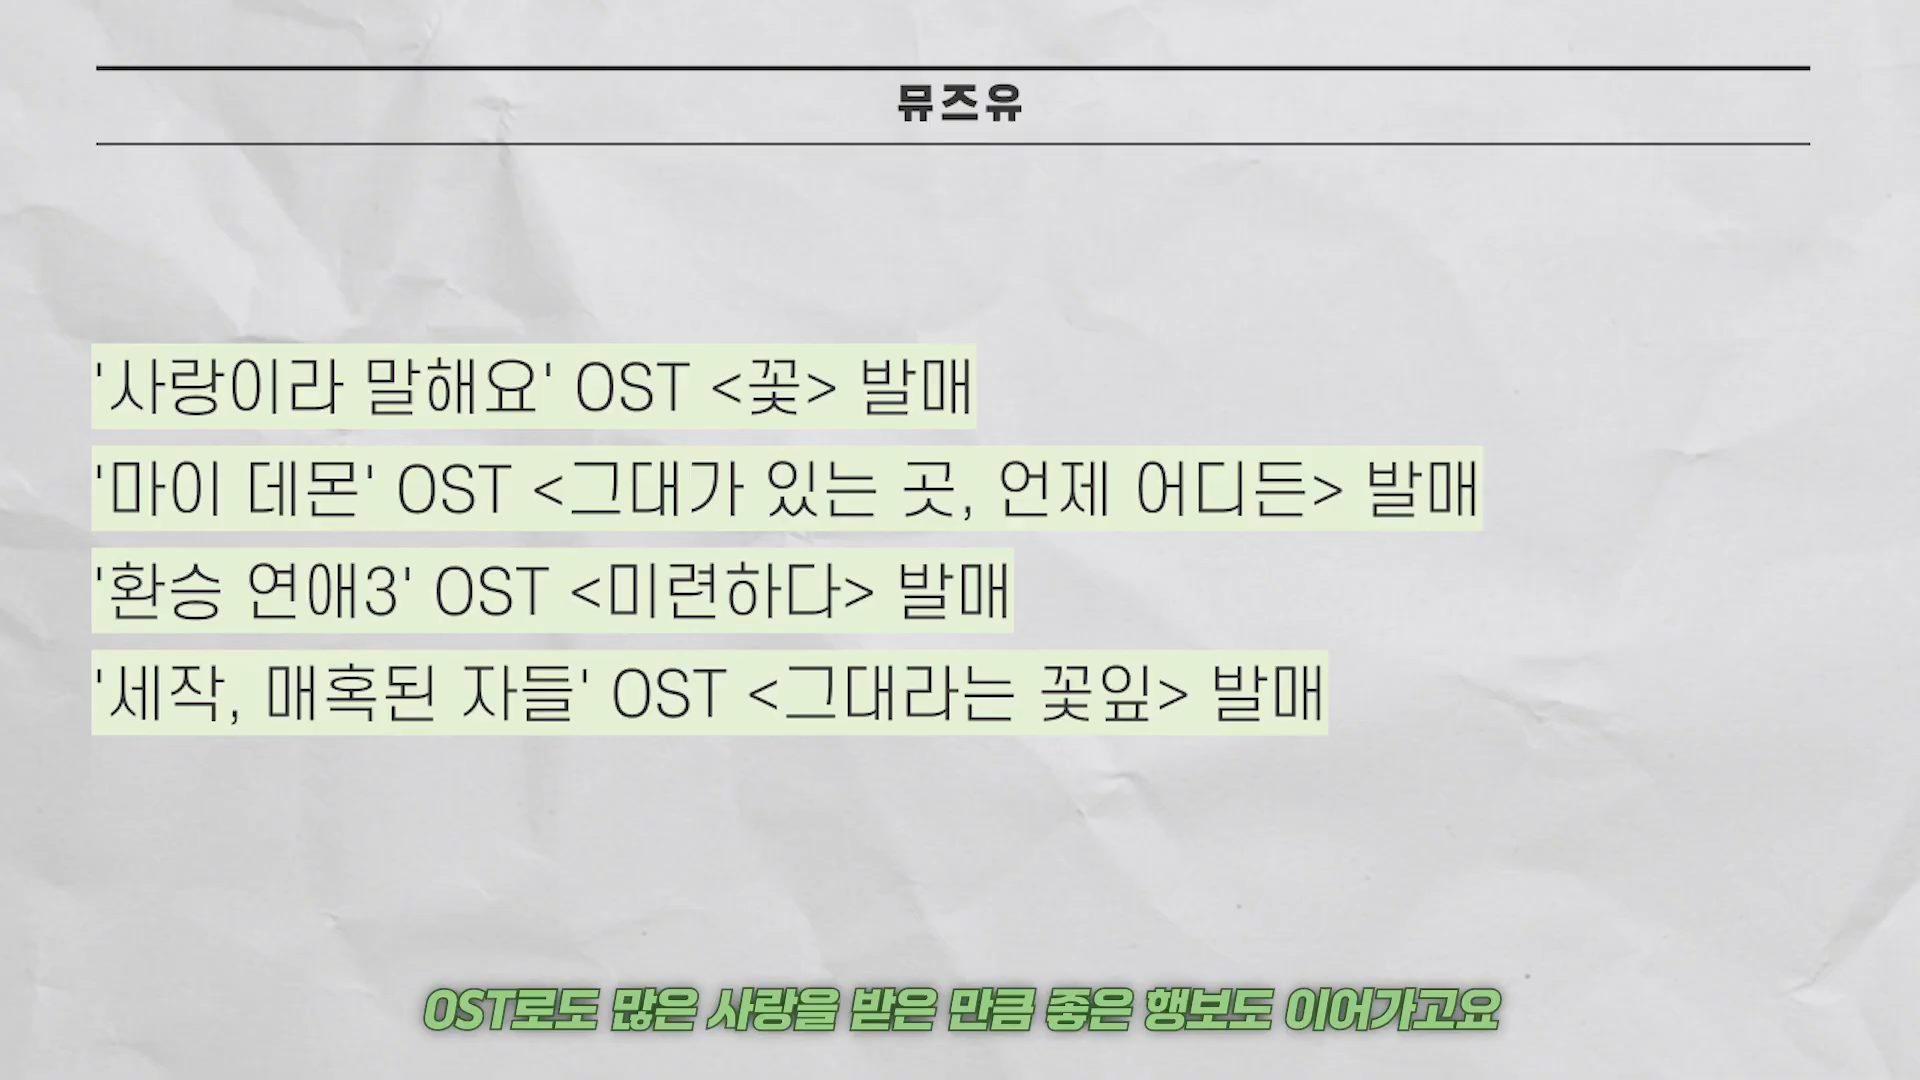 뮤즈유
'사랑이라 말해요' OST <꽃> 발매
'마이 데몬' OST <그대가 있는 곳, 언제 어디든> 발매
'환승 연애3' OST <미련하다> 발매
'세작, 매혹된 자들' OST <그대라는 꽃잎> 발매
OST로도 많은 사랑을 받은 만큼 좋은 행보도 이어가고요